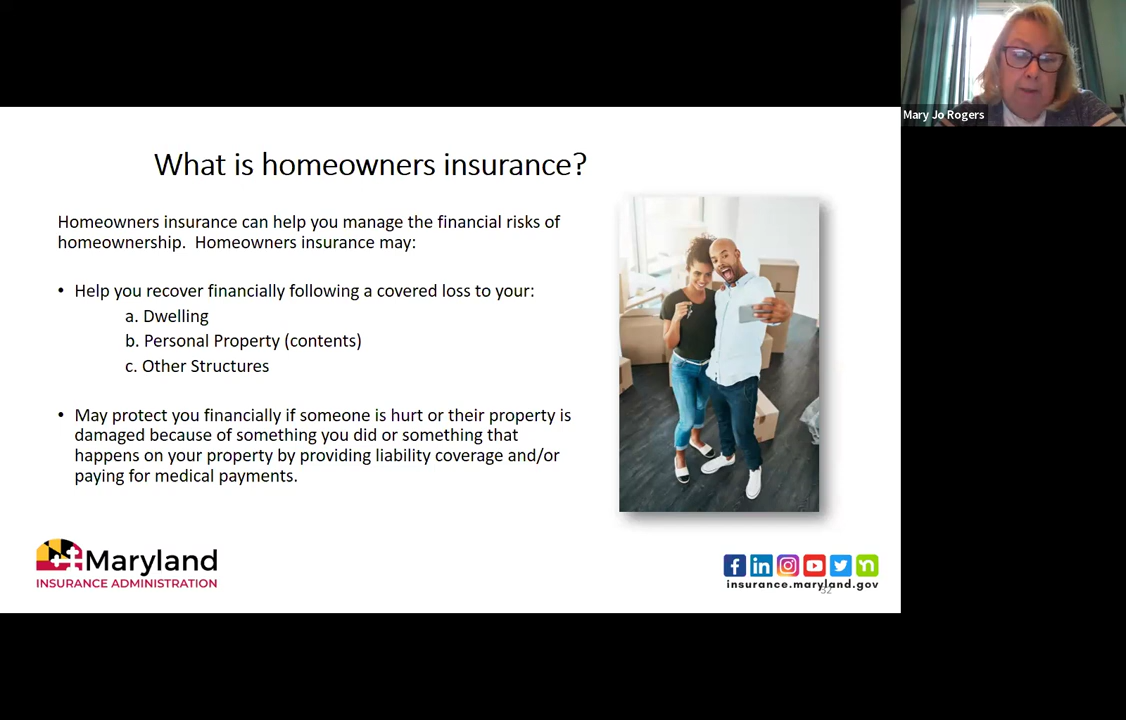 Mary Jo Rogers
What is homeowners insurance?
Homeowners insurance can help you manage the financial risks of
homeownership.  Homeowners insurance may:
• Help you recover financially following a covered loss to your:
a. Dwelling
b. Personal Property (contents)
c. Other Structures
• May protect you financially if someone is hurt or their property is
damaged because of something you did or something that
happens on your property by providing liability coverage and/or
paying for medical payments.
Maryland
INSURANCE ADMINISTRATION
insurance.maryland.gov
32